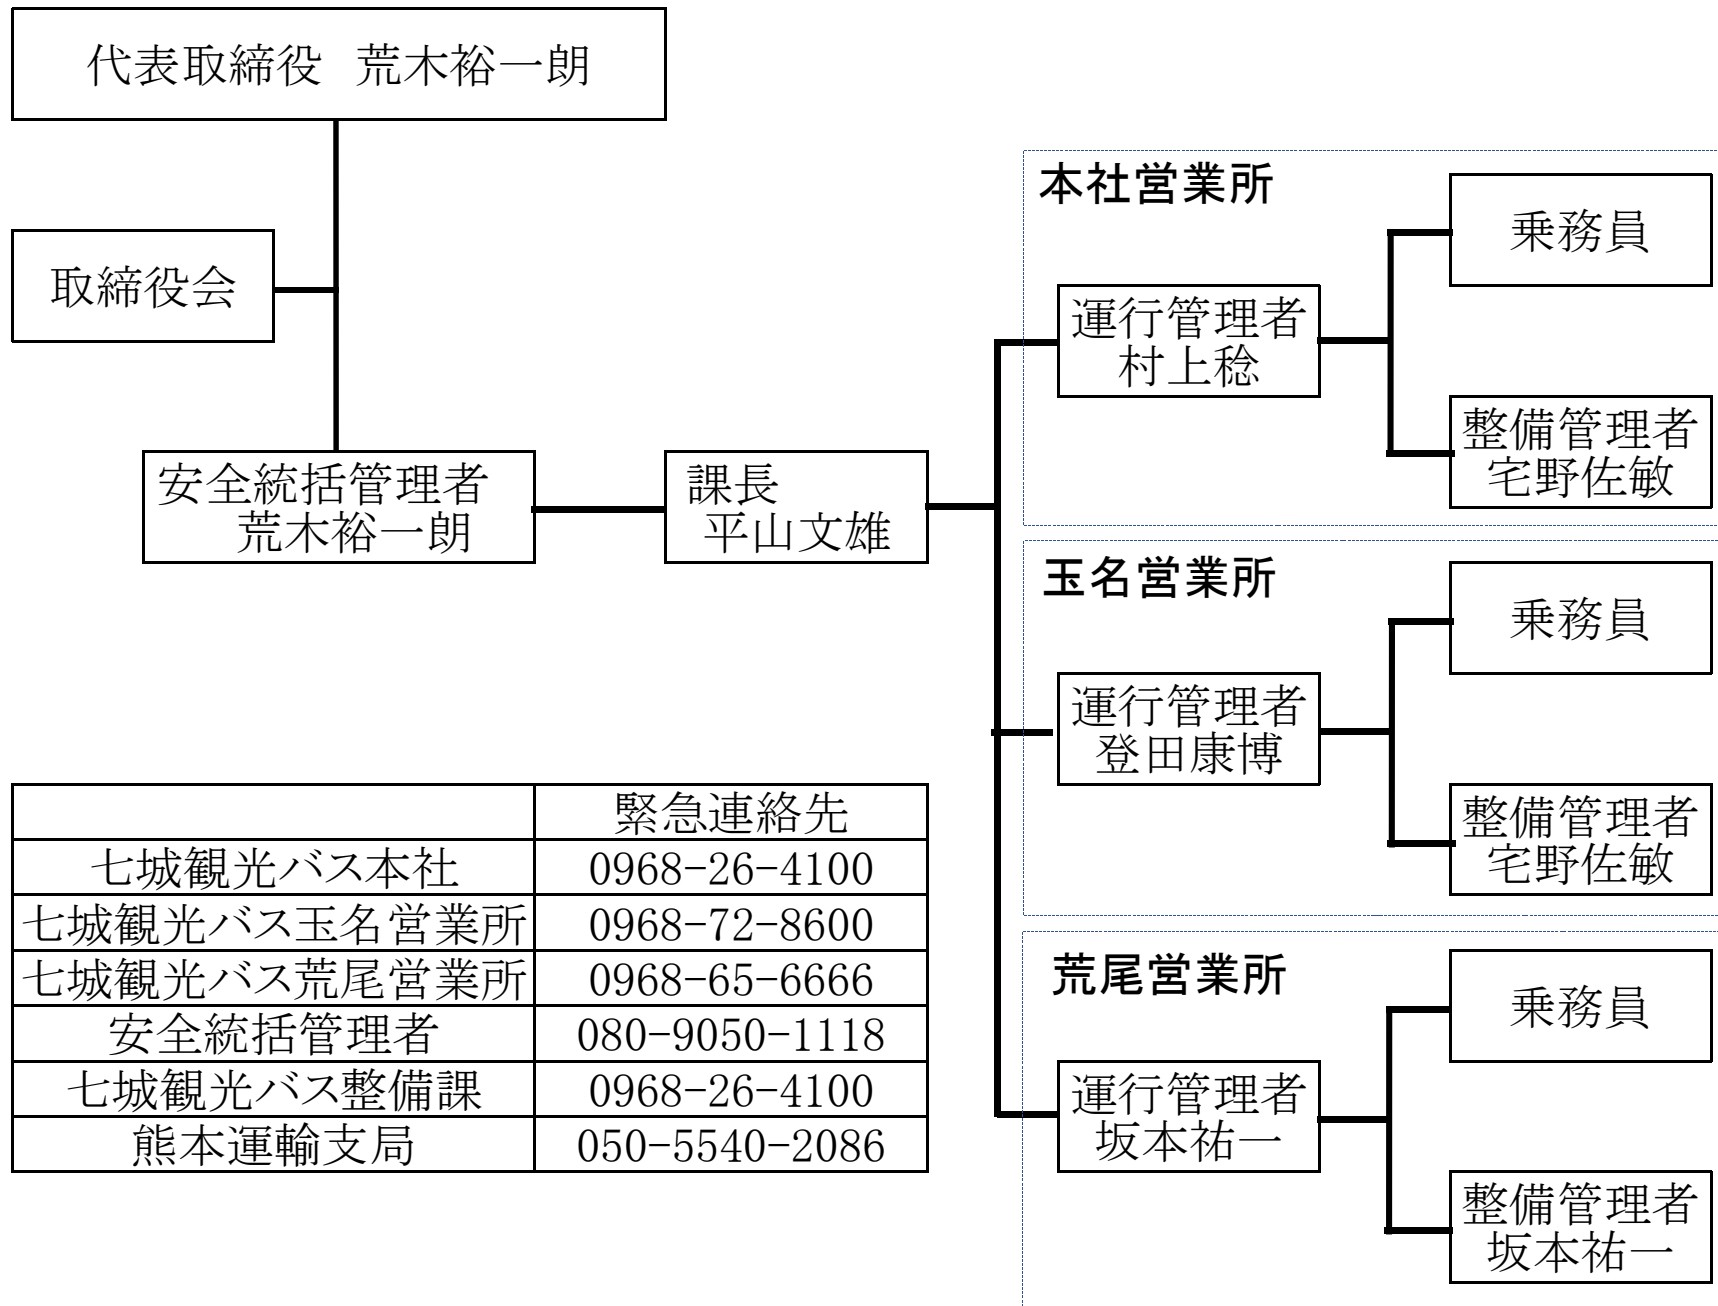 代表取締役　荒木裕一朗
取締役会
安全統括管理者
荒木裕一朗
課長
平山文雄
本社営業所
乗務員
運行管理者
村上稔
整備管理者
宅野佐敏
玉名営業所
乗務員
運行管理者
登田康博
整備管理者
宅野佐敏
荒尾営業所
乗務員
運行管理者
坂本祐一
整備管理者
坂本祐一
緊急連絡先
七城観光バス本社 0968-26-4100
七城観光バス玉名営業所 0968-72-8600
七城観光バス荒尾営業所 0968-65-6666
安全統括管理者 080-9050-1118
七城観光バス整備課 0968-26-4100
熊本運輸支局 050-5540-2086